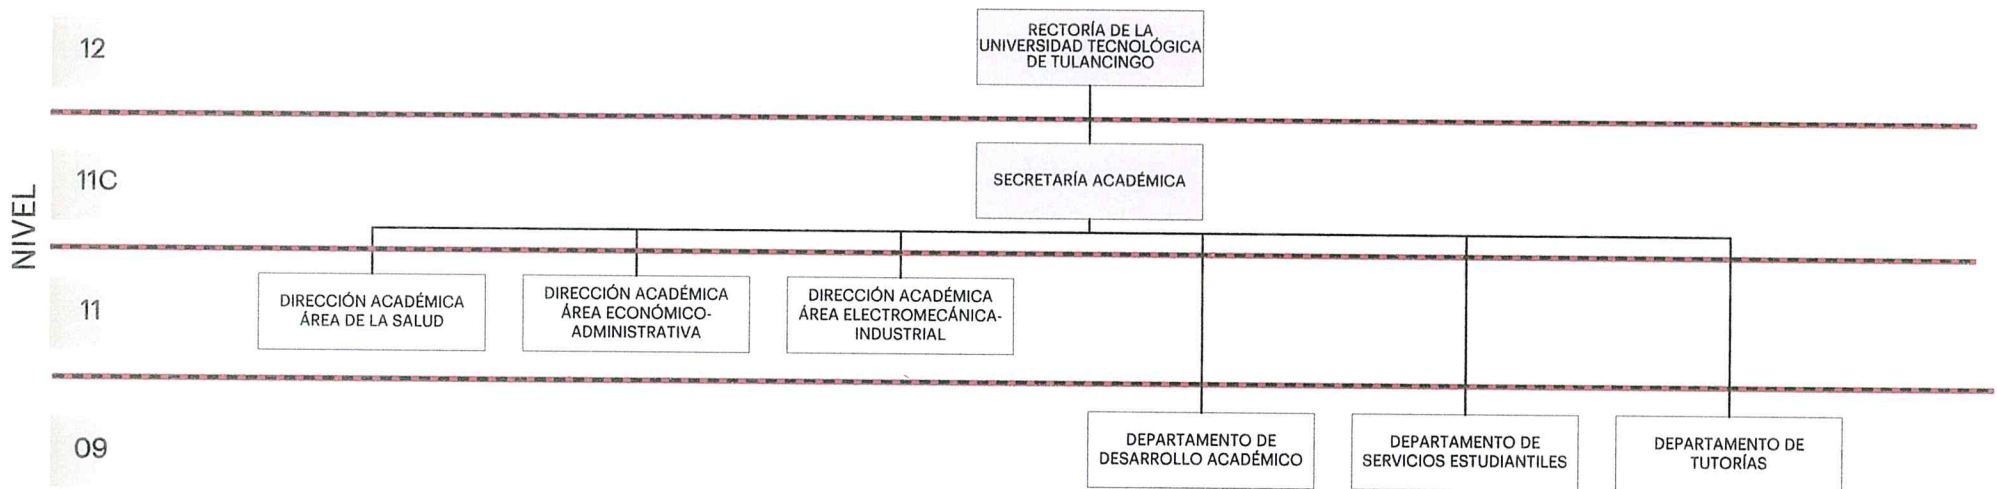 NIVEL
12
RECTORÍA DE LA
UNIVERSIDAD TECNOLÓGICA
DE TULANCINGO
11C
SECRETARÍA ACADÉMICA
11
DIRECCIÓN ACADÉMICA
ÁREA DE LA SALUD
DIRECCIÓN ACADÉMICA
ÁREA ECONÓMICO-
ADMINISTRATIVA
DIRECCIÓN ACADÉMICA
ÁREA ELECTROMECÁNICA-
INDUSTRIAL
09
DEPARTAMENTO DE
DESARROLLO ACADÉMICO
DEPARTAMENTO DE
SERVICIOS ESTUDIANTILES
DEPARTAMENTO DE
TUTORÍAS